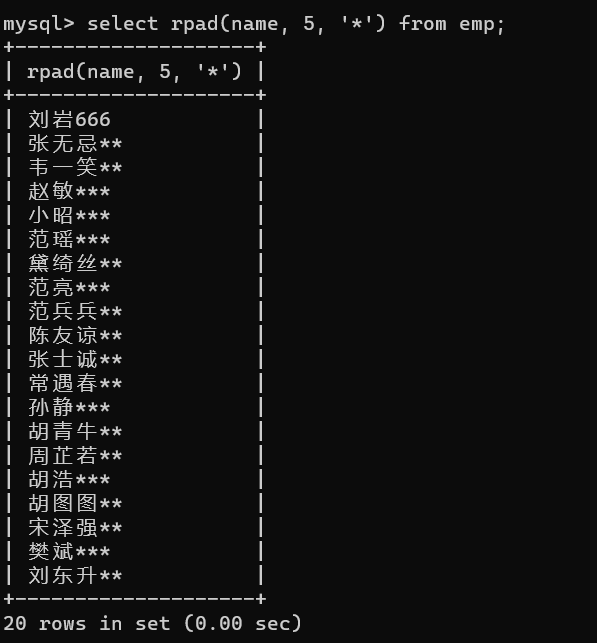 mysql> select rpad(name, 5, '*') from emp;
+--------------------+
| rpad(name, 5, '*') |
+--------------------+
| 刘岩666            |
| 张无忌**           |
| 韦一笑**           |
| 赵敏***            |
| 小昭***            |
| 范瑶***            |
| 黛绮丝**           |
| 范亮***            |
| 范兵兵**           |
| 陈友谅**           |
| 张士诚**           |
| 常遇春**           |
| 孙静***            |
| 胡青牛**           |
| 周芷若**           |
| 胡浩***            |
| 胡图图**           |
| 宋泽强**           |
| 樊斌***            |
| 刘东升**           |
+--------------------+
20 rows in set (0.00 sec)